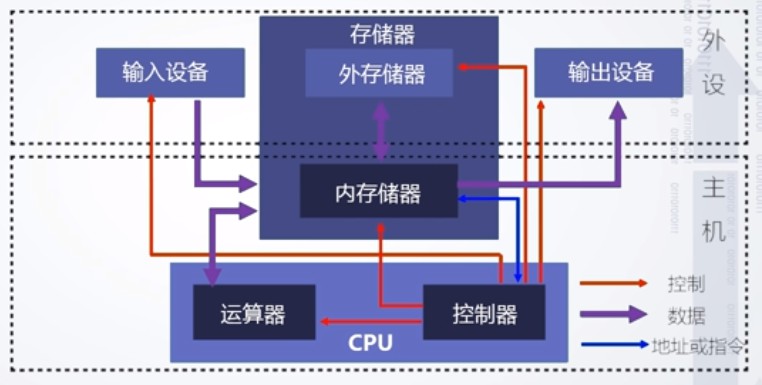 存储器
外设
输入设备
外存储器
输出设备
内存储器
主机
运算器
控制器
CPU
控制
数据
地址或指令